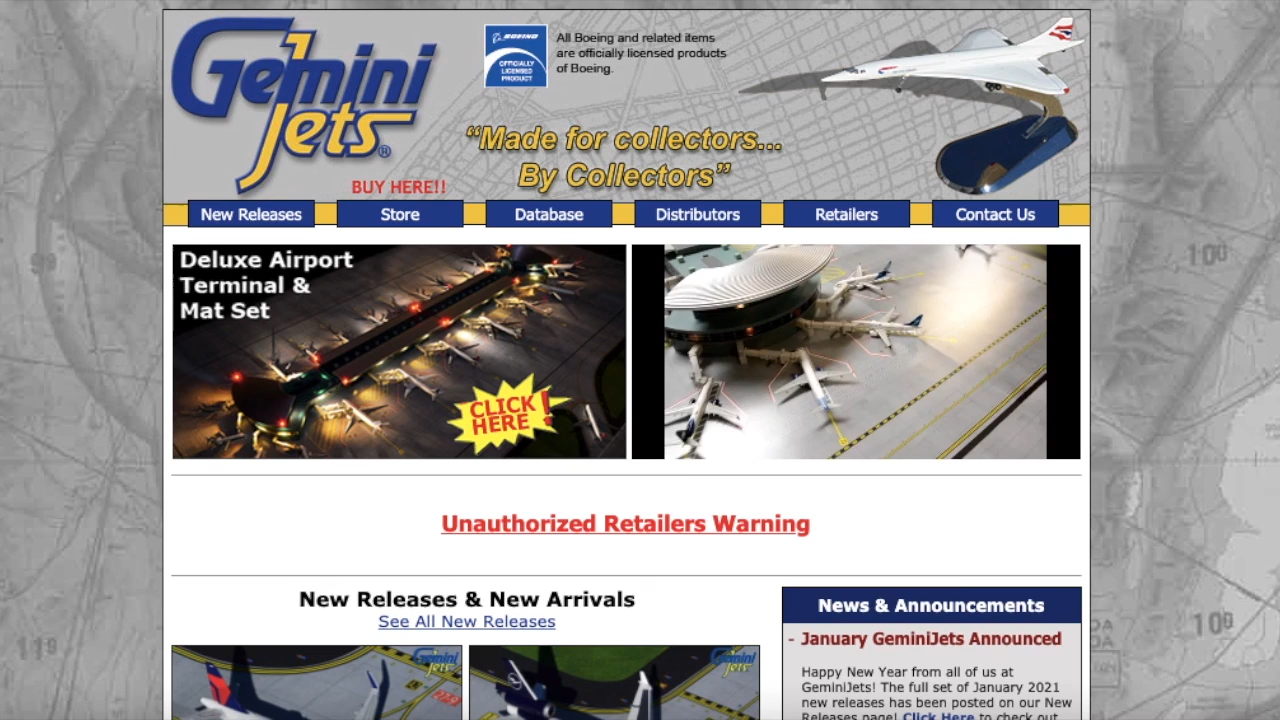 Gemini
Jets®
BUY HERE!!
BOEING
OFFICIALLY
LICENSED
PRODUCT
All Boeing and related items
are officially licensed products
of Boeing.
“Made for collectors...
By Collectors”
New Releases
Store
Database
Distributors
Retailers
Contact Us
Deluxe Airport
Terminal &
Mat Set
CLICK
HERE !
Unauthorized Retailers Warning
New Releases & New Arrivals
See All New Releases
Gemini
Jets
Gemini
Jets
News & Announcements
- January GeminiJets Announced
Happy New Year from all of us at
GeminiJets! The full set of January 2021
new releases has been posted on our New
Releases page! Click Here to check out